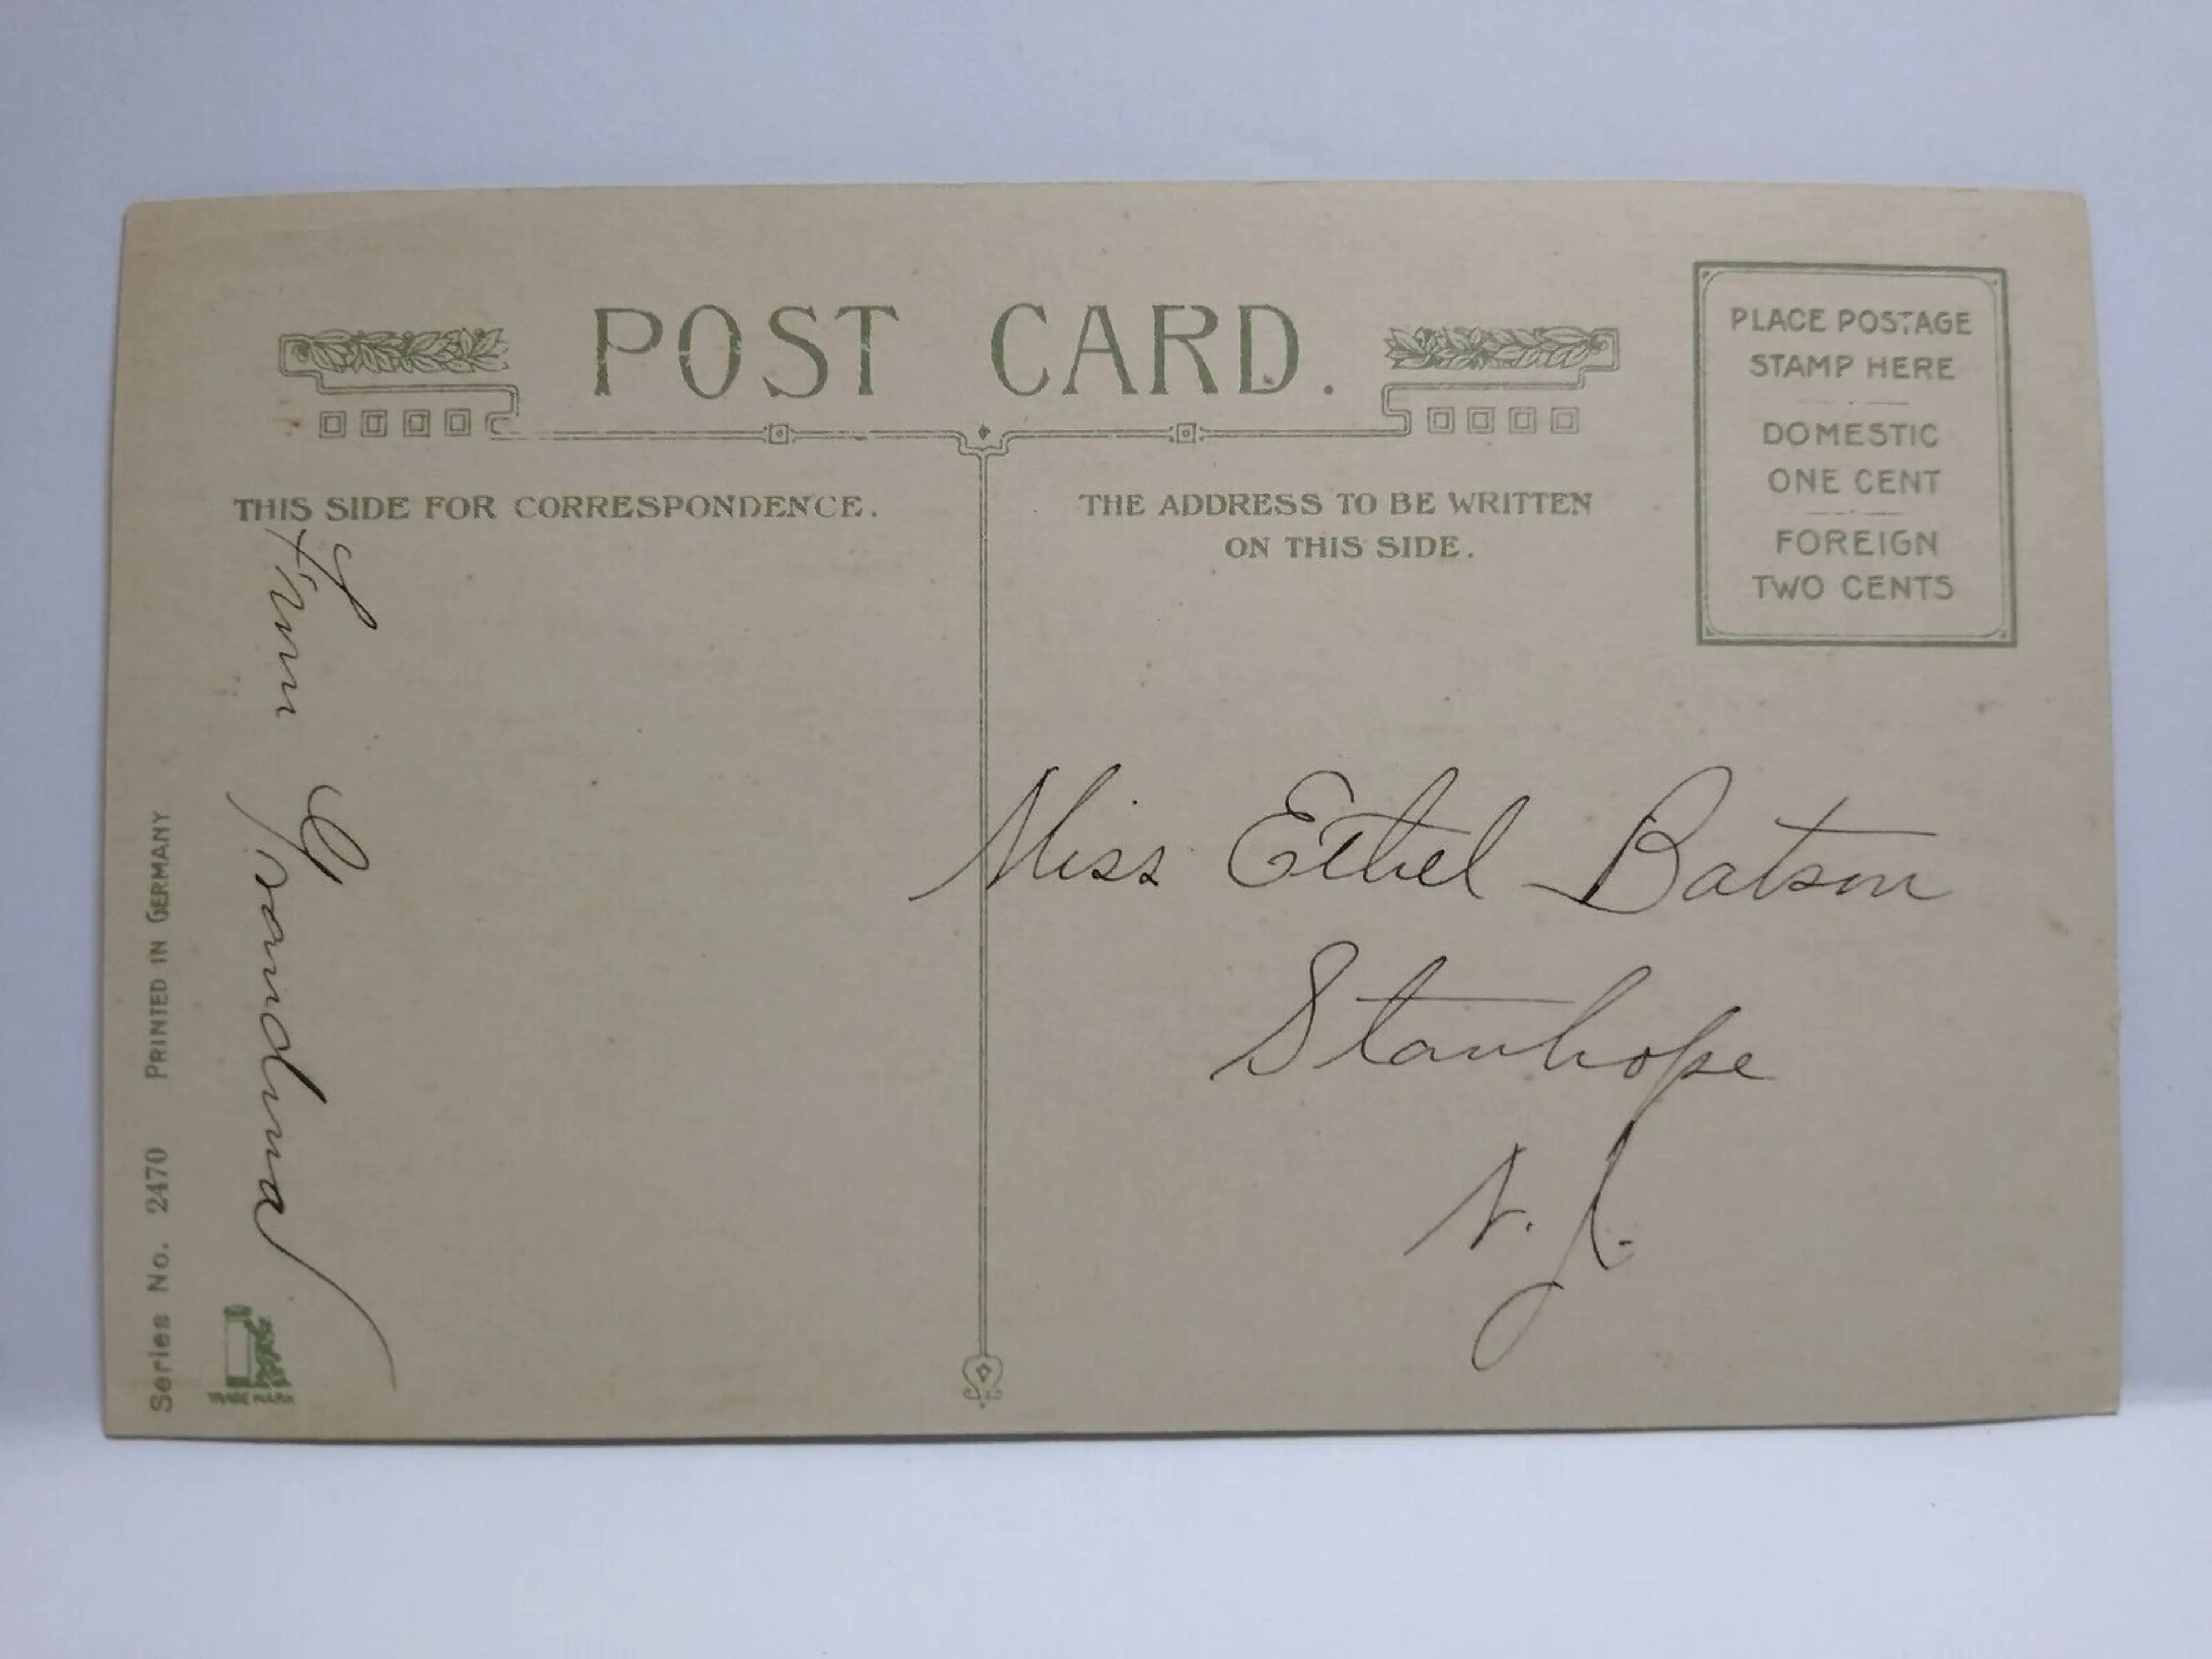 POST CARD.
THIS SIDE FOR CORRESPONDENCE.
THE ADDRESS TO BE WRITTEN
ON THIS SIDE.
PLACE POSTAGE
STAMP HERE
DOMESTIC
ONE CENT
FOREIGN
TWO CENTS
From Grandma
Miss Ethel Batson
Stanhope
N. J.
Series No. 2470 PRINTED IN GERMANY
TRADE MARK